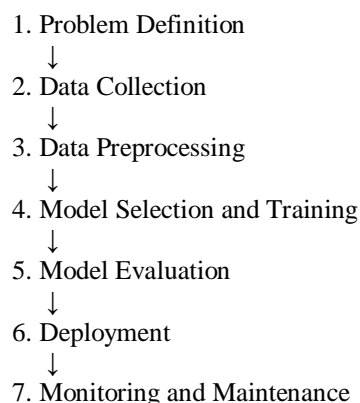 1. Problem Definition
↓
2. Data Collection
↓
3. Data Preprocessing
↓
4. Model Selection and Training
↓
5. Model Evaluation
↓
6. Deployment
↓
7. Monitoring and Maintenance